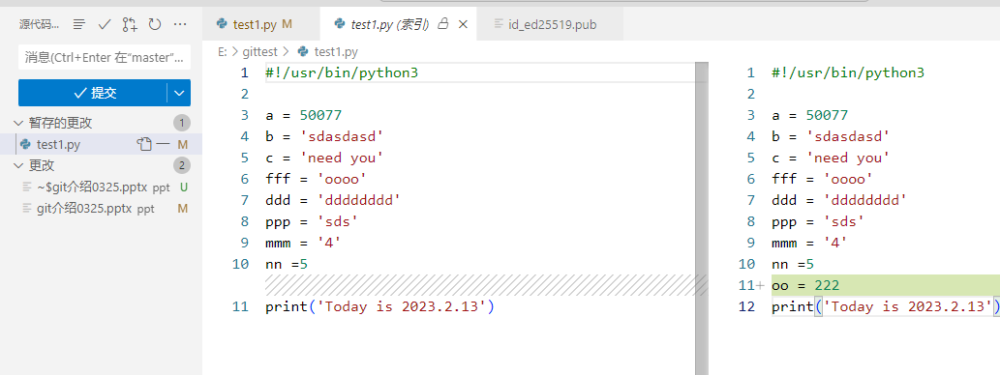 源代码...
消息(Ctrl+Enter 在"master"...
提交
暂存的更改 1
test1.py M
更改 2
~$git介绍0325.pptx ppt U
git介绍0325.pptx ppt M
test1.py M
test1.py (索引)
id_ed25519.pub
E: > gittest > test1.py
1 #!/usr/bin/python3
2
3 a = 50077
4 b = 'sdasdasd'
5 c = 'need you'
6 fff = 'oooo'
7 ddd = 'dddddddd'
8 ppp = 'sds'
9 mmm = '4'
10 nn =5
11 print('Today is 2023.2.13')
1 #!/usr/bin/python3
2
3 a = 50077
4 b = 'sdasdasd'
5 c = 'need you'
6 fff = 'oooo'
7 ddd = 'dddddddd'
8 ppp = 'sds'
9 mmm = '4'
10 nn =5
11+ oo = 222
12 print('Today is 2023.2.13')